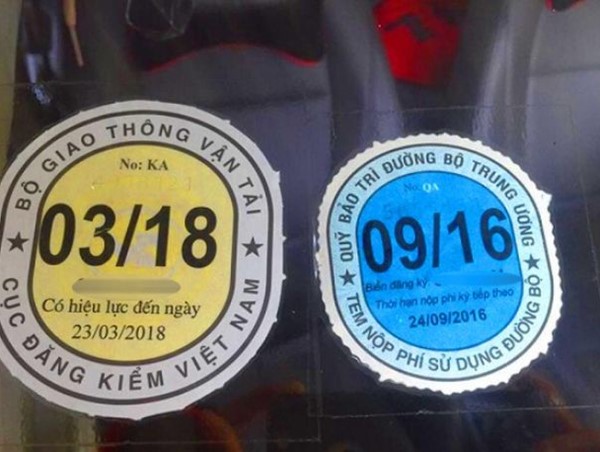 BỘ GIAO THÔNG VẬN TẢI
No: KA
03/18
Có hiệu lực đến ngày
23/03/2018
★ CỤC ĐĂNG KIỂM VIỆT NAM ★
QUỸ BẢO TRÌ ĐƯỜNG BỘ TRUNG ƯƠNG
No. QA
09/16
Biển đăng ký:
Thời hạn nộp phí kỳ tiếp theo
24/09/2016
★ TEM NỘP PHÍ SỬ DỤNG ĐƯỜNG BỘ ★